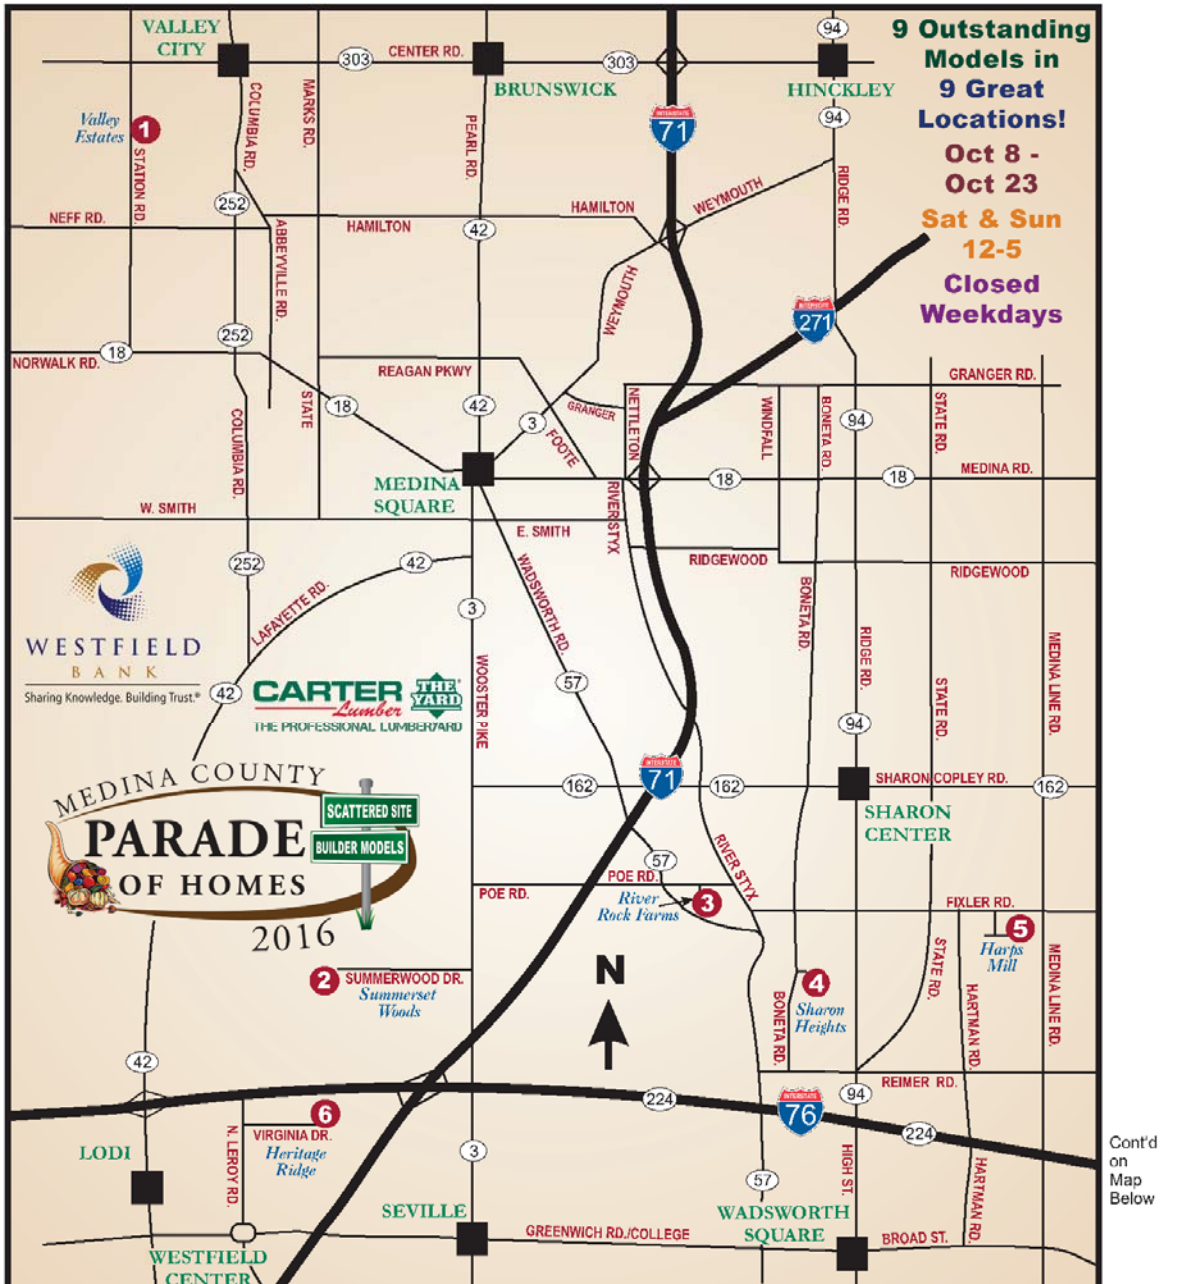 VALLEY
CITY
303
CENTER RD.
BRUNSWICK
303
94
HINCKLEY
94
9 Outstanding
Models in
9 Great
Locations!
Oct 8 -
Oct 23
Sat & Sun
12-5
Closed
Weekdays
Valley
Estates
1
STATION RD.
COLUMBIA RD.
MARKS RD.
PEARL RD.
INTERSTATE
71
WEYMOUTH
RIDGE RD.
252
NEFF RD.
ABBEYVILLE RD.
HAMILTON
HAMILTON
42
WEYMOUTH
INTERSTATE
271
252
18
NORWALK RD.
REAGAN PKWY
GRANGER RD.
COLUMBIA RD.
STATE
18
42
3
GRANGER
FOOTE
NETTLETON
WINDFALL
BONETA RD.
94
STATE RD.
MEDINA
SQUARE
18
18
MEDINA RD.
W. SMITH
E. SMITH
RIVER STYX
RIDGEWOOD
RIDGEWOOD
252
42
LAFAYETTE RD.
WADSWORTH RD.
3
BONETA RD.
RIDGE RD.
MEDINA LINE RD.
STATE RD.
WESTFIELD
BANK
Sharing Knowledge. Building Trust.®
42
CARTER
Lumber
THE
YARD
THE PROFESSIONAL LUMBERYARD
WOOSTER PIKE
57
94
INTERSTATE
71
162
162
SHARON-COPLEY RD.
162
SHARON
CENTER
MEDINA COUNTY
PARADE
OF HOMES
2016
SCATTERED SITE
BUILDER MODELS
57
RIVER STYX
POE RD.
POE RD.
River
Rock Farms
3
FIXLER RD.
5
Harps
Mill
2
SUMMERWOOD DR.
Summerset
Woods
N
4
Sharon
Heights
BONETA RD.
STATE RD.
HARTMAN RD.
MEDINA LINE RD.
42
REIMER RD.
94
224
INTERSTATE
76
224
6
VIRGINIA DR.
Heritage
Ridge
N. LEROY RD.
LODI
3
57
HIGH ST.
HARTMAN RD.
Cont'd
on
Map
Below
SEVILLE
GREENWICH RD./COLLEGE
WADSWORTH
SQUARE
BROAD ST.
WESTFIELD
CENTER